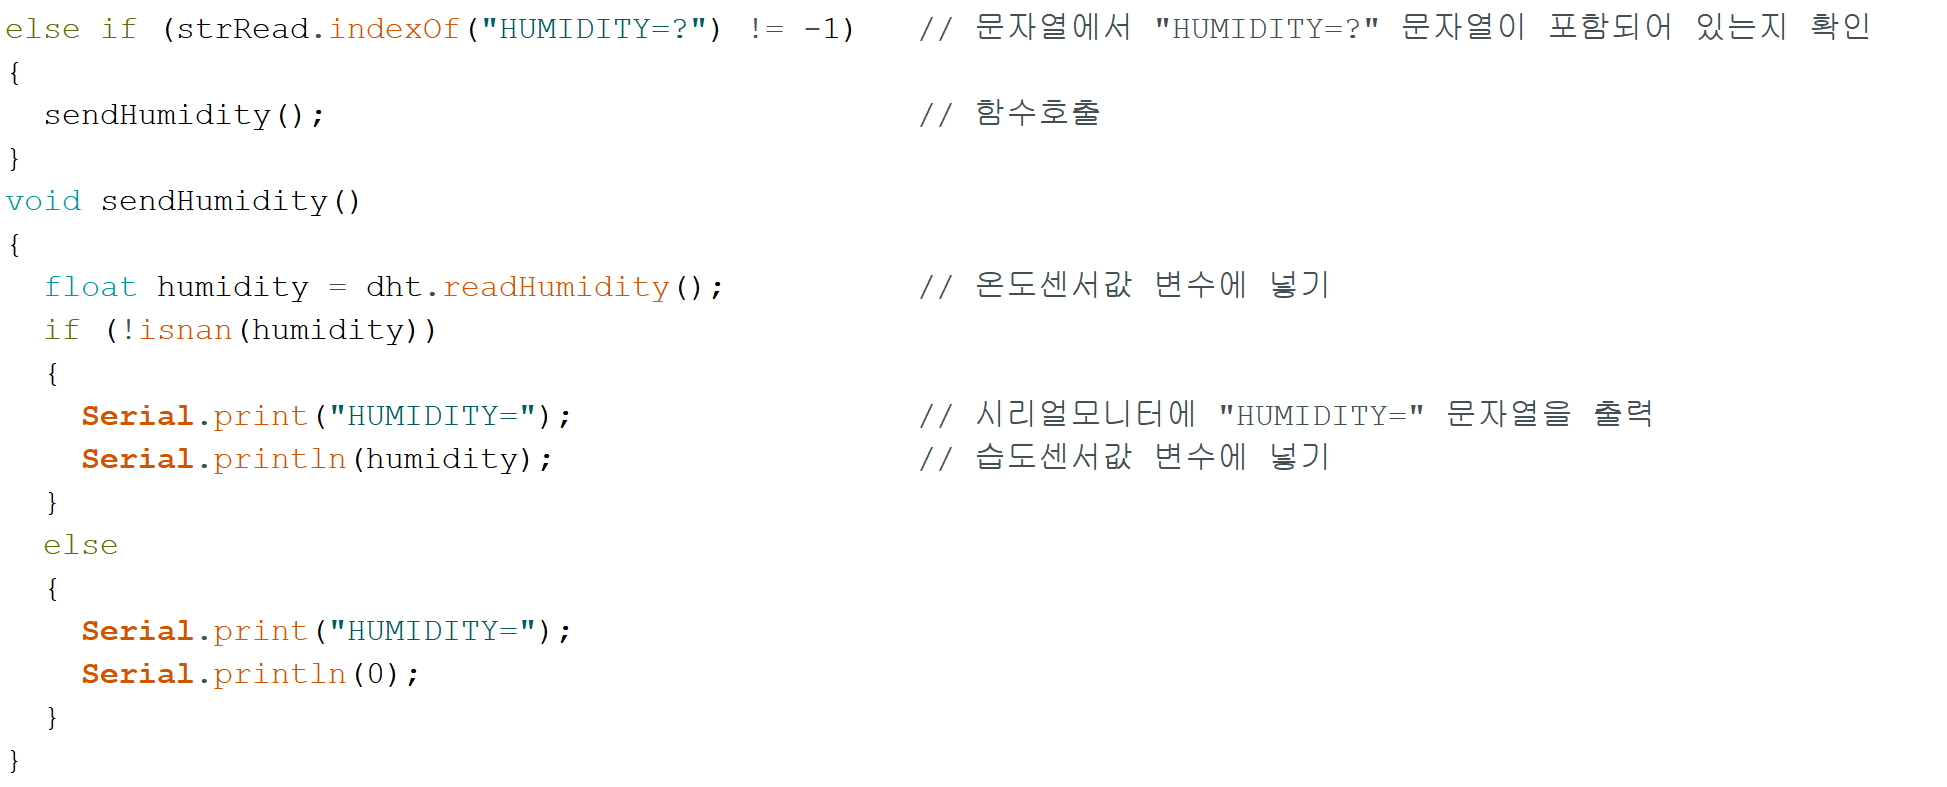 else if (strRead.indexOf("HUMIDITY=?") != -1)   // 문자열에서 "HUMIDITY=?" 문자열이 포함되어 있는지 확인
{
  sendHumidity();                               // 함수호출
}
void sendHumidity()
{
  float humidity = dht.readHumidity();          // 온도센서값 변수에 넣기
  if (!isnan(humidity))
  {
    Serial.print("HUMIDITY=");                  // 시리얼모니터에 "HUMIDITY=" 문자열을 출력
    Serial.println(humidity);                   // 습도센서값 변수에 넣기
  }
  else
  {
    Serial.print("HUMIDITY=");
    Serial.println(0);
  }
}